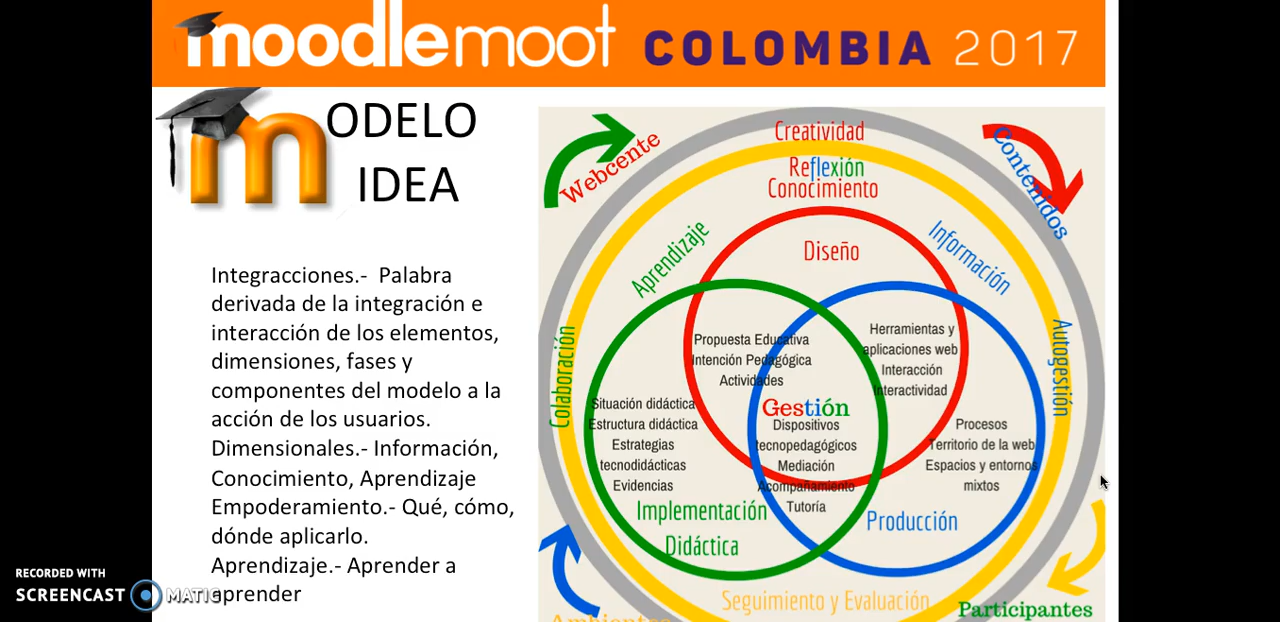 moodlemoot COLOMBIA 2017
mODELO
IDEA
Integracciones.- Palabra
derivada de la integración e
interacción de los elementos,
dimensiones, fases y
componentes del modelo a la
acción de los usuarios.
Dimensionales.- Información,
Conocimiento, Aprendizaje
Empoderamiento.- Qué, cómo,
dónde aplicarlo.
Aprendizaje.- Aprender a
aprender
Webcente
Contenidos
Creatividad
Reflexión
Conocimiento
Aprendizaje
Información
Diseño
Colaboración
Autogestión
Propuesta Educativa
Intención Pedagógica
Actividades
Herramientas y
aplicaciones web
Interacción
Interactividad
Situación didáctica
Estructura didáctica
Estrategias
tecnodidácticas
Evidencias
Gestión
Dispositivos
tecnopedagógicos
Mediación
Acompañamiento
Tutoría
Procesos
Territorio de la web
Espacios y entornos
mixtos
Implementación
Didáctica
Producción
Seguimiento y Evaluación
Ambientes
Participantes
RECORDED WITH
SCREENCAST MATIC